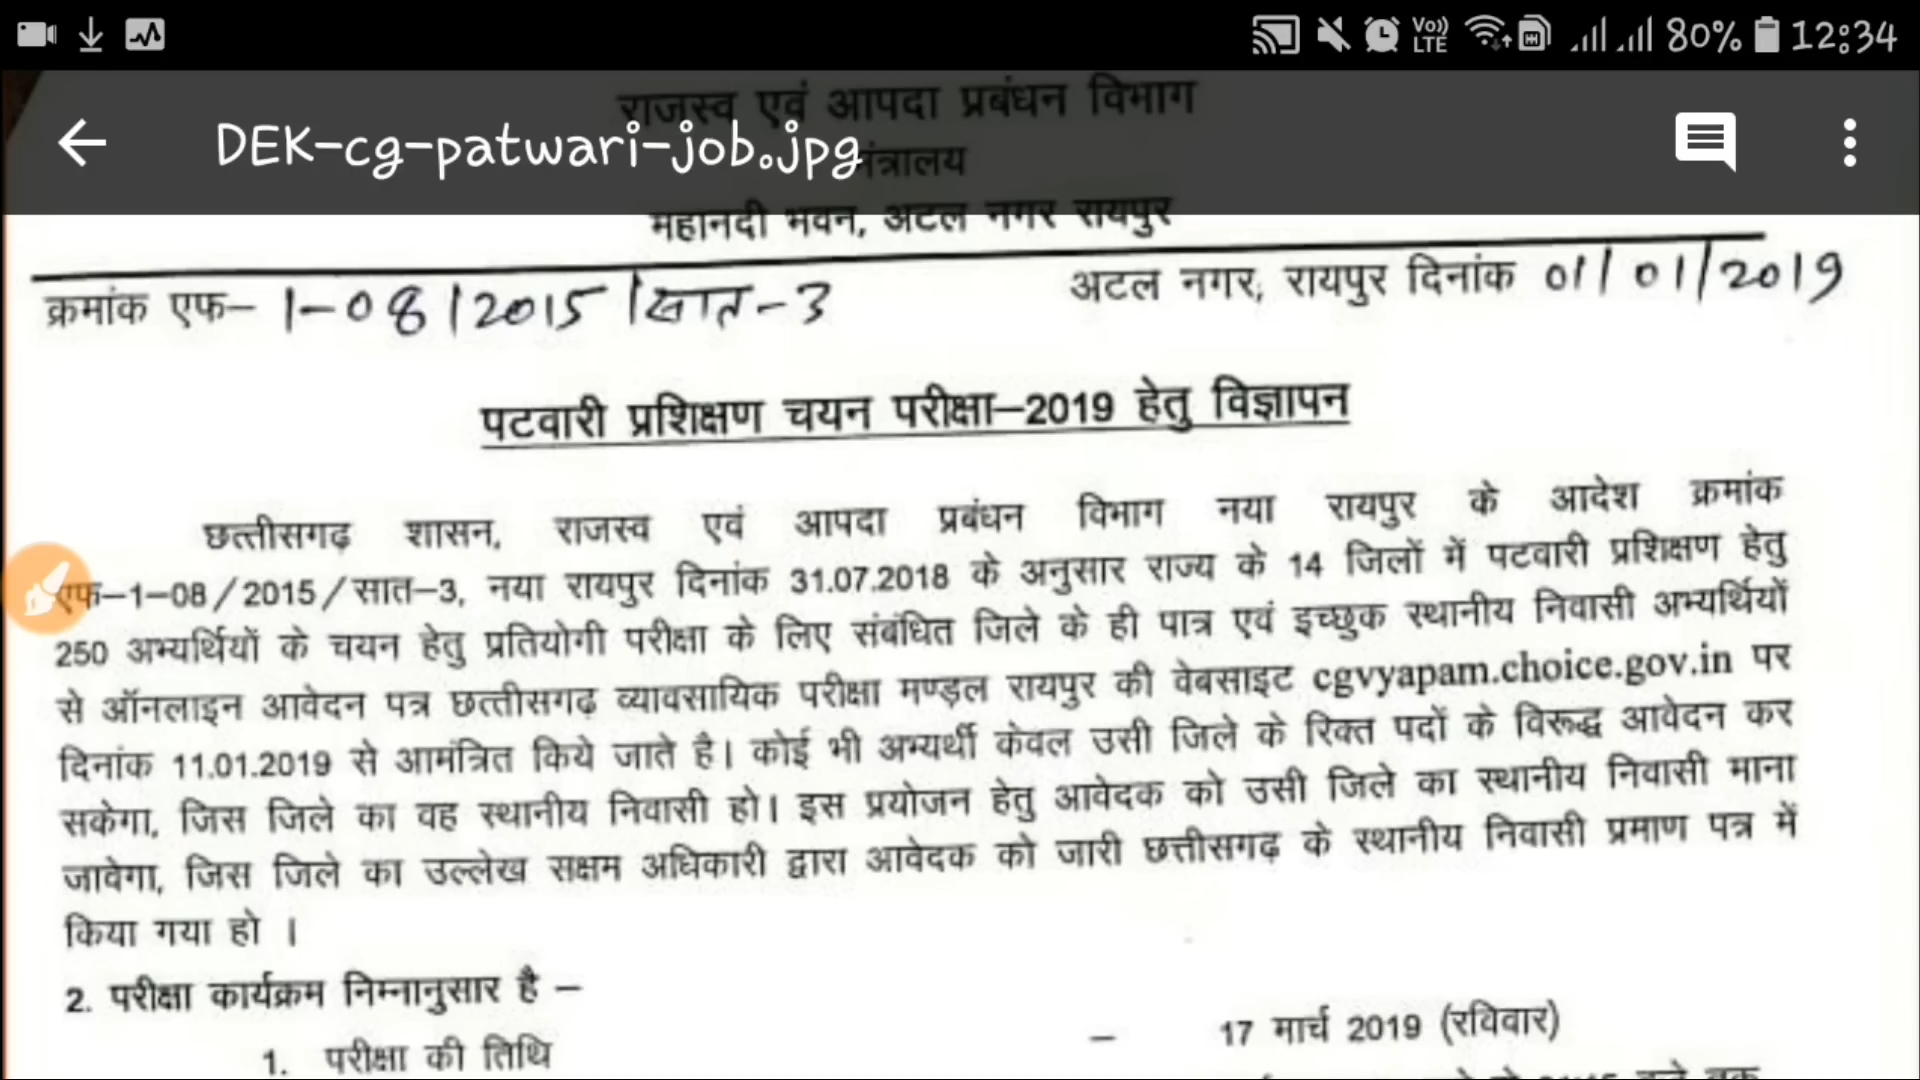 80% 12:34
राजस्व एवं आपदा प्रबंधन विभाग
DEK-cg-patwari-job.jpg
मंत्रालय
महानदी भवन, अटल नगर रायपुर
क्रमांक एफ– 1-08/2015/सात-3 अटल नगर, रायपुर दिनांक 01/01/2019
पटवारी प्रशिक्षण चयन परीक्षा–2019 हेतु विज्ञापन
छत्तीसगढ़ शासन, राजस्व एवं आपदा प्रबंधन विभाग नया रायपुर के आदेश क्रमांक
एफ–1–08/2015/सात–3, नया रायपुर दिनांक 31.07.2018 के अनुसार राज्य के 14 जिलों में पटवारी प्रशिक्षण हेतु
250 अभ्यर्थियों के चयन हेतु प्रतियोगी परीक्षा के लिए संबंधित जिले के ही पात्र एवं इच्छुक स्थानीय निवासी अभ्यर्थियों
से ऑनलाइन आवेदन पत्र छत्तीसगढ़ व्यावसायिक परीक्षा मण्ड़ल रायपुर की वेबसाइट cgvyapam.choice.gov.in पर
दिनांक 11.01.2019 से आमंत्रित किये जाते है। कोई भी अभ्यर्थी केवल उसी जिले के रिक्त पदों के विरूद्ध आवेदन कर
सकेगा, जिस जिले का वह स्थानीय निवासी हो। इस प्रयोजन हेतु आवेदक को उसी जिले का स्थानीय निवासी माना
जावेगा, जिस जिले का उल्लेख सक्षम अधिकारी द्वारा आवेदक को जारी छत्तीसगढ़ के स्थानीय निवासी प्रमाण पत्र में
किया गया हो ।
2. परीक्षा कार्यक्रम निम्नानुसार है –
1. परीक्षा की तिथि – 17 मार्च 2019 (रविवार)